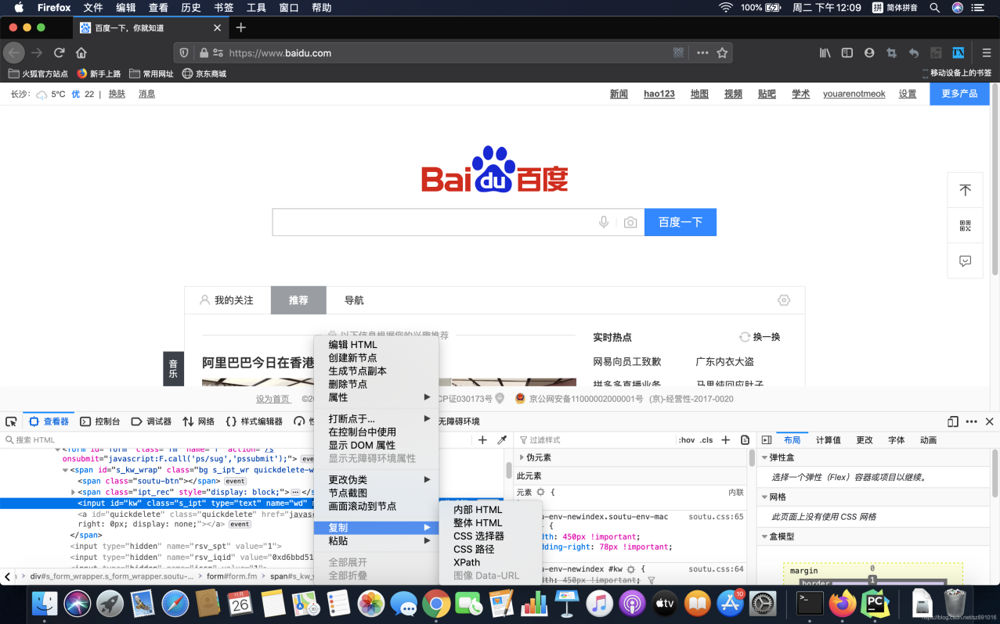 Firefox 文件 编辑 查看 历史 书签 工具 窗口 帮助 100% 周二 下午12:09 拼 简体拼音
百度一下，你就知道
https://www.baidu.com
火狐官方站点 新手上路 常用网址 京东商城 移动设备上的书签
长沙： 5°C 优 22 | 换肤 消息 新闻 hao123 地图 视频 贴吧 学术 youarenotmeok 设置 更多产品
Bai du 百度
百度一下
我的关注 推荐 导航
以下信息根据您的兴趣推荐
实时热点 换一换
音乐
阿里巴巴今日在香港
网易向员工致歉 广东内衣大盗
拼多多直播业务 马里纯回应肚子
设为首页 ©20 CP证030173号 京公网安备11000002000001号 (京)-经营性-2017-0020
编辑 HTML
创建新节点
生成节点副本
删除节点
属性
打断点于...
在控制台中使用
显示 DOM 属性
显示无障碍环境属性
更改伪类
节点截图
画面滚动到节点
复制
粘贴
全部展开
全部折叠
内部 HTML
整体 HTML
CSS 选择器
CSS 路径
XPath
图像 Data-URL
查看器 控制台 调试器 网络 样式编辑器 性 无障碍环境
搜索 HTML
过滤样式 :hov .cls
布局 计算值 更改 字体 动画
<form id="form" class="fm" name="f" action="/s
onsubmit="javascript:F.call('ps/sug','pssubmit');"> eve
<span id="s_kw_wrap" class="bg s_ipt_wr quickdelete-w
<span class="soutu-btn"></span> event
<span class="ipt_rec" style="display: block;"></s
<input id="kw" class="s_ipt" type="text" name="wd"
<a id="quickdelete" class="quickdelete" href="javasc
right: 0px; display: none;"></a> event
</span>
<input type="hidden" name="rsv_spt" value="1">
<input type="hidden" name="rsv_iqid" value="0xd6bbd51
div#s_form_wrapper.s_form_wrapper.soutu-... form#form.fm span#s_kw_
伪元素
此元素
元素 { 内联
u-env-newindex.soutu-env-mac soutu.css:65
{
dth: 450px !important;
dding-right: 78px !important;
-env-newindex #kw { soutu.css:64
dth: 450px !important;
弹性盒
选择一个弹性（Flex）容器或项目以继续。
网格
此页面上没有使用 CSS 网格
盒模型
margin 0
border 1
11月 26
30
tv
10
PC
https://blog.csdn.net/sz891016